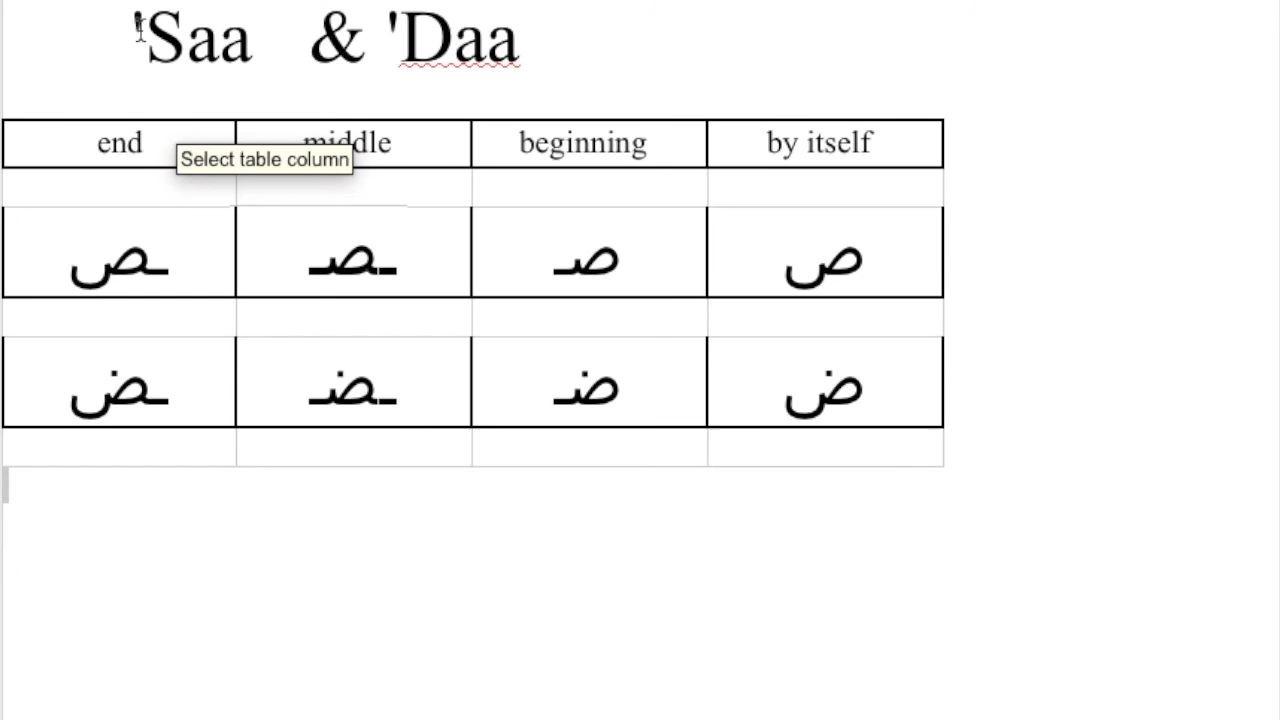 'Saa & 'Daa
end middle beginning by itself
Select table column
ـص ـصـ صـ ص
ـض ـضـ ضـ ض